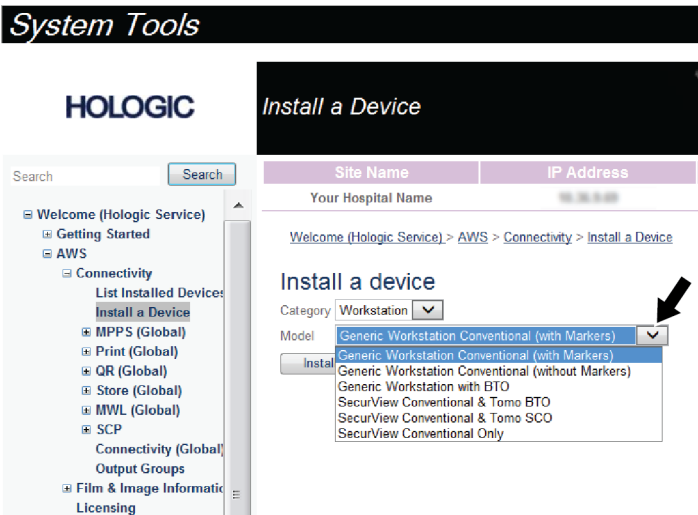 System Tools
HOLOGIC
Install a Device
Search
Search
Site Name
IP Address
Your Hospital Name
Welcome (Hologic Service)
Getting Started
AWS
Connectivity
List Installed Devices
Install a Device
MPPS (Global)
Print (Global)
QR (Global)
Store (Global)
MWL (Global)
SCP
Connectivity (Global)
Output Groups
Film & Image Informatic
Licensing
Welcome (Hologic Service) > AWS > Connectivity > Install a Device
Install a device
Category Workstation
Model Generic Workstation Conventional (with Markers)
Instal
Generic Workstation Conventional (with Markers)
Generic Workstation Conventional (without Markers)
Generic Workstation with BTO
SecurView Conventional & Tomo BTO
SecurView Conventional & Tomo SCO
SecurView Conventional Only